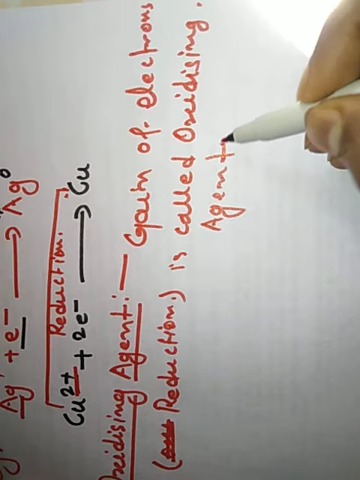 Ag⁺ + e⁻ ⟶ Ag⁰
Reduction.
Cu²⁺ + 2e⁻ ⟶ Cu
Oxidising Agent:— Gain of electrons
(Reduction) is called Oxidising.
Agent